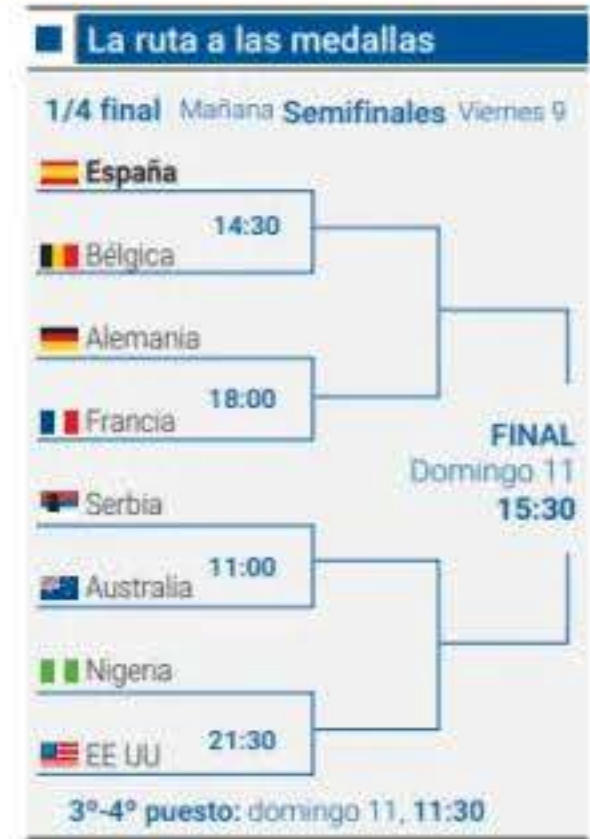 La ruta a las medallas
1/4 final Mañana Semifinales Viernes 9
España
14:30
Bélgica
Alemania
18:00
Francia
FINAL
Domingo 11
15:30
Serbia
11:00
Australia
Nigeria
21:30
EE UU
3º-4º puesto: domingo 11, 11:30